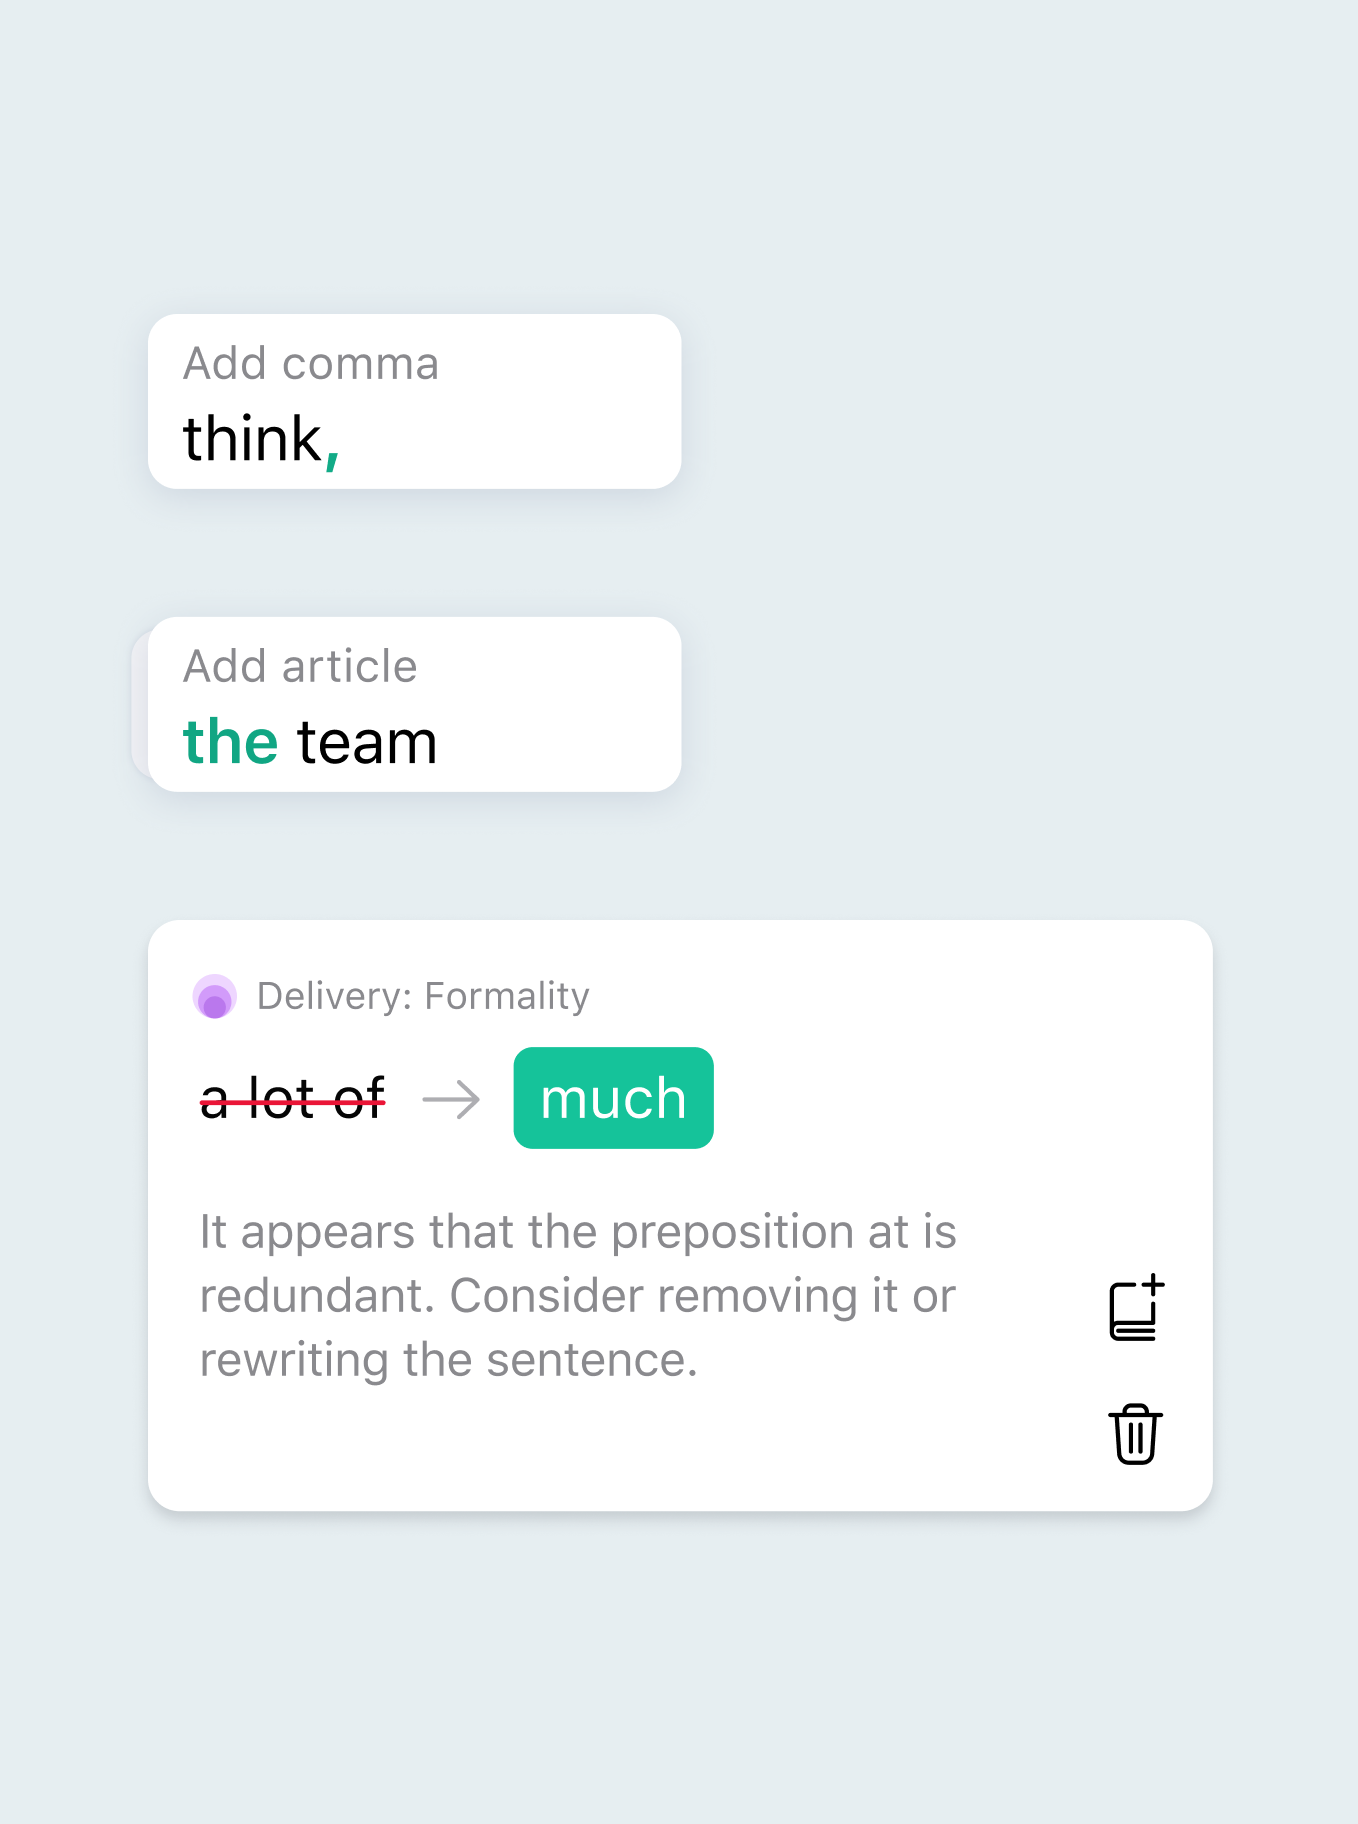 Add comma
think,
Add article
the team
Delivery: Formality
a lot of → much
It appears that the preposition at is
redundant. Consider removing it or
rewriting the sentence.